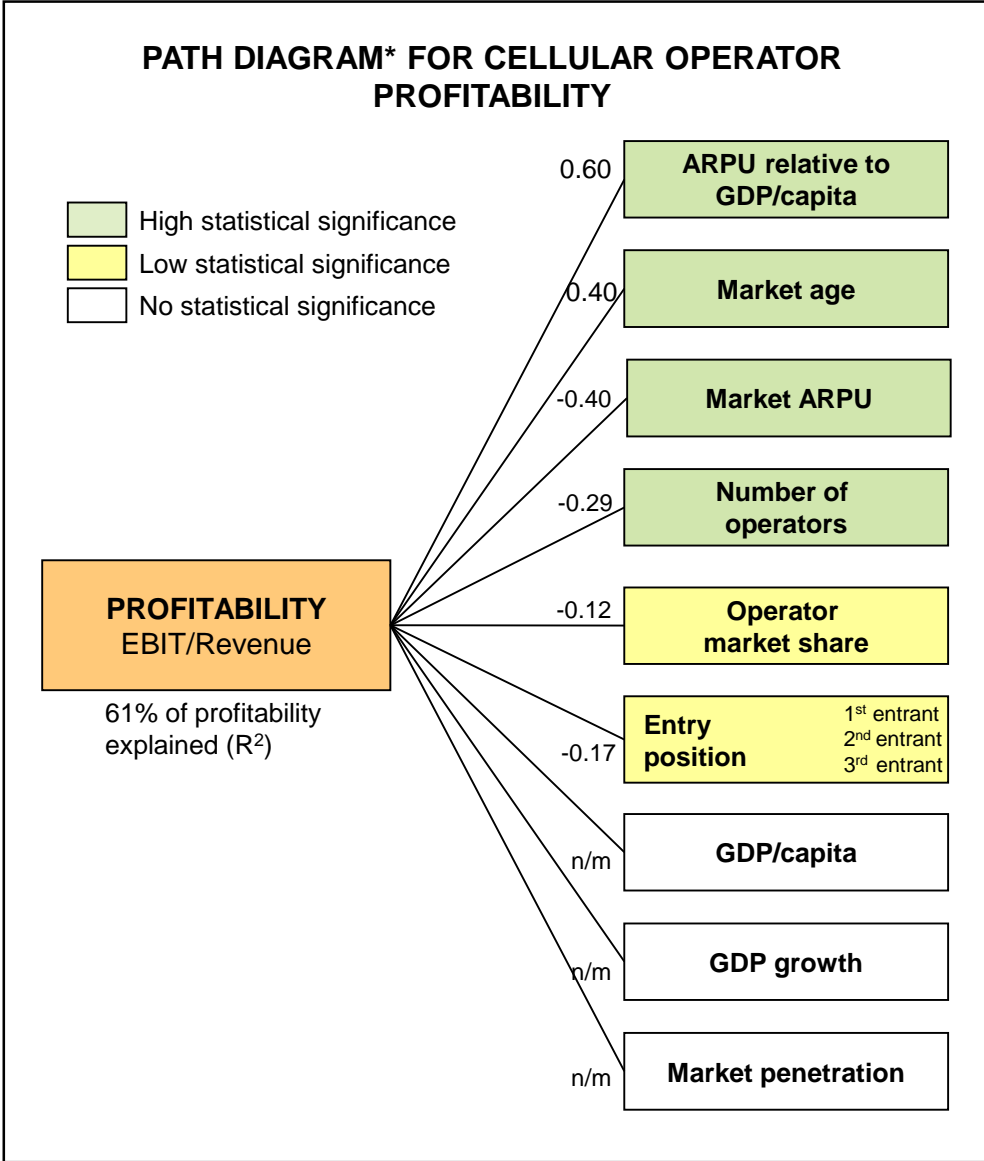 PATH DIAGRAM* FOR CELLULAR OPERATOR
PROFITABILITY
High statistical significance
Low statistical significance
No statistical significance
0.60
ARPU relative to
GDP/capita
0.40
Market age
-0.40
Market ARPU
-0.29
Number of
operators
PROFITABILITY
EBIT/Revenue
61% of profitability
explained (R²)
-0.12
Operator
market share
-0.17
Entry
position
1st entrant
2nd entrant
3rd entrant
n/m
GDP/capita
n/m
GDP growth
n/m
Market penetration